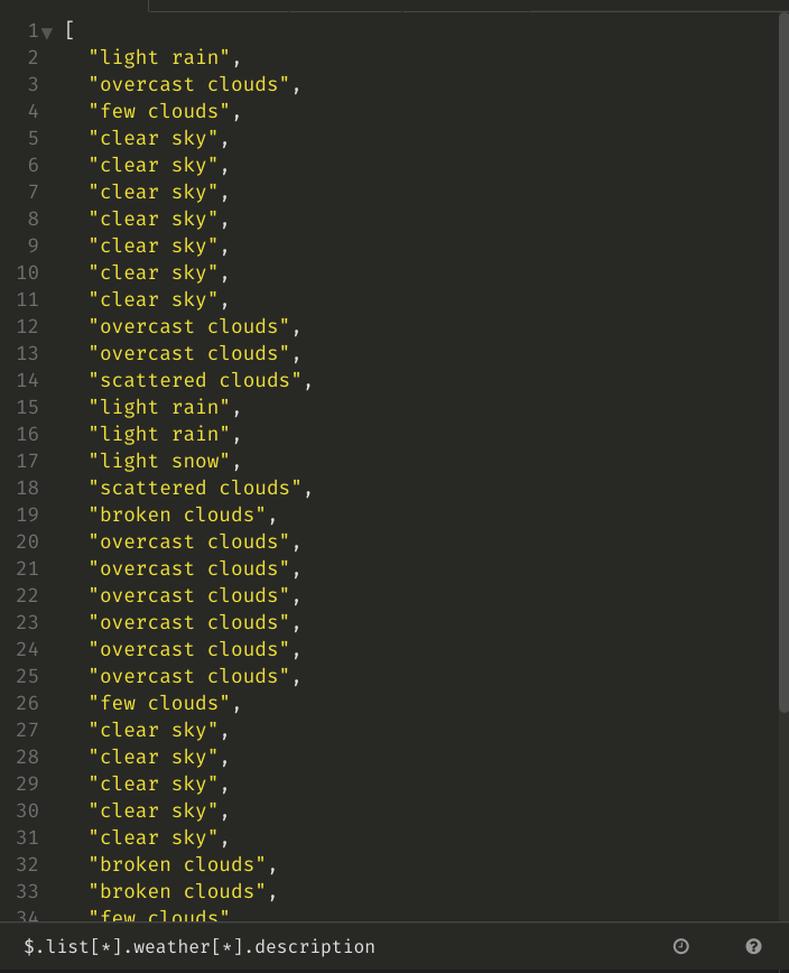 1 [
2 "light rain",
3 "overcast clouds",
4 "few clouds",
5 "clear sky",
6 "clear sky",
7 "clear sky",
8 "clear sky",
9 "clear sky",
10 "clear sky",
11 "clear sky",
12 "overcast clouds",
13 "overcast clouds",
14 "scattered clouds",
15 "light rain",
16 "light rain",
17 "light snow",
18 "scattered clouds",
19 "broken clouds",
20 "overcast clouds",
21 "overcast clouds",
22 "overcast clouds",
23 "overcast clouds",
24 "overcast clouds",
25 "overcast clouds",
26 "few clouds",
27 "clear sky",
28 "clear sky",
29 "clear sky",
30 "clear sky",
31 "clear sky",
32 "broken clouds",
33 "broken clouds",
34 "few clouds"
$.list[*].weather[*].description